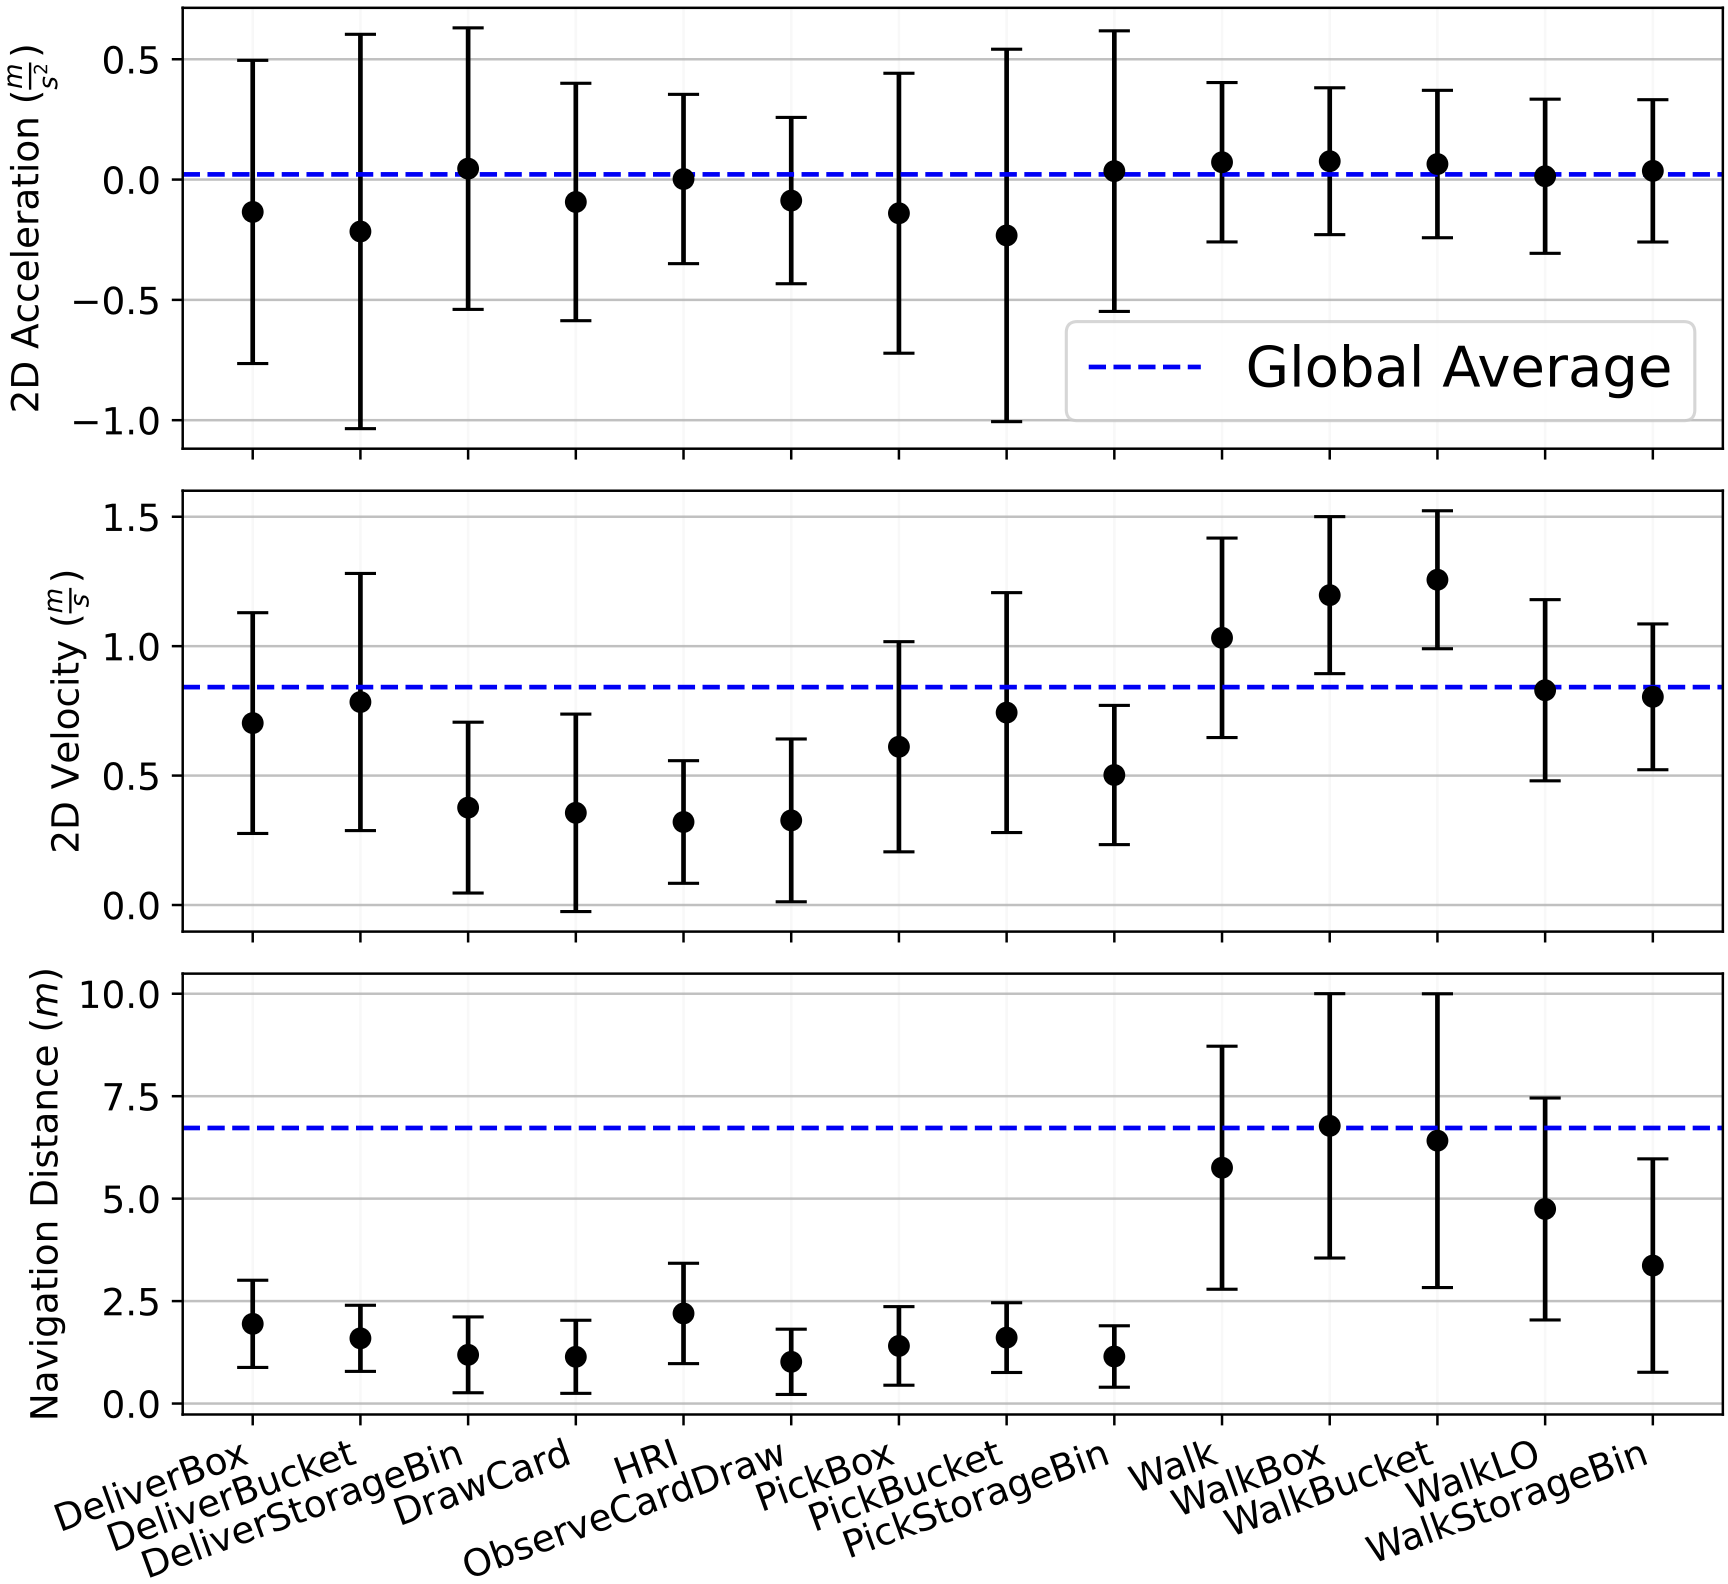 2D Acceleration (m/s²)
0.5
0.0
−0.5
−1.0
Global Average
2D Velocity (m/s)
1.5
1.0
0.5
0.0
Navigation Distance (m)
10.0
7.5
5.0
2.5
0.0
DeliverBox
DeliverBucket
DeliverStorageBin
DrawCard
HRI
ObserveCardDraw
PickBox
PickBucket
PickStorageBin
Walk
WalkBox
WalkBucket
WalkLO
WalkStorageBin